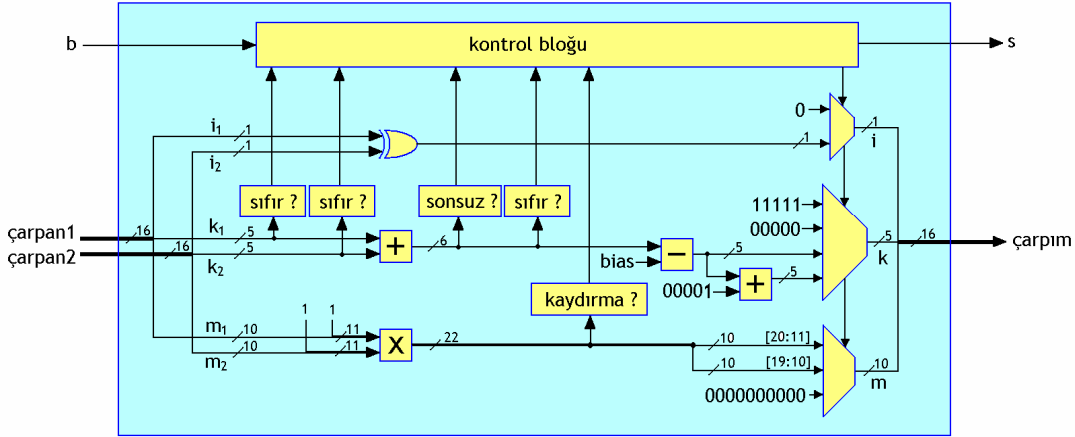 b
kontrol bloğu
s
0
i₁
1
1
i
1
i₂
1
sıfır ?
sıfır ?
sonsuz ?
sıfır ?
11111
çarpan1
16
k₁
5
00000
çarpan2
16
k₂
5
+
6
bias
−
5
5
k
16
çarpım
00001
+
5
kaydırma ?
1
1
m₁
10
11
m₂
10
11
X
22
10
[20:11]
10
[19:10]
10
m
0000000000